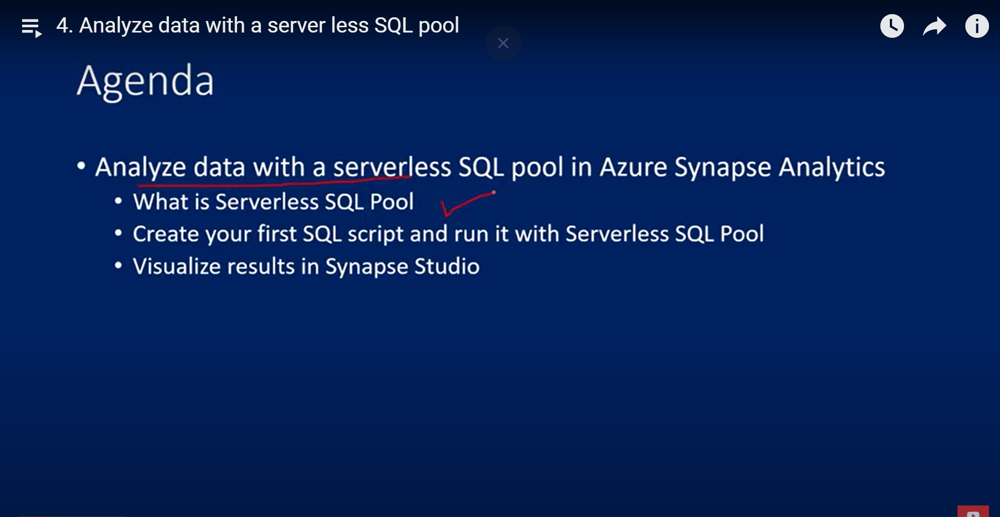 4. Analyze data with a server less SQL pool
Agenda
• Analyze data with a serverless SQL pool in Azure Synapse Analytics
• What is Serverless SQL Pool
• Create your first SQL script and run it with Serverless SQL Pool
• Visualize results in Synapse Studio